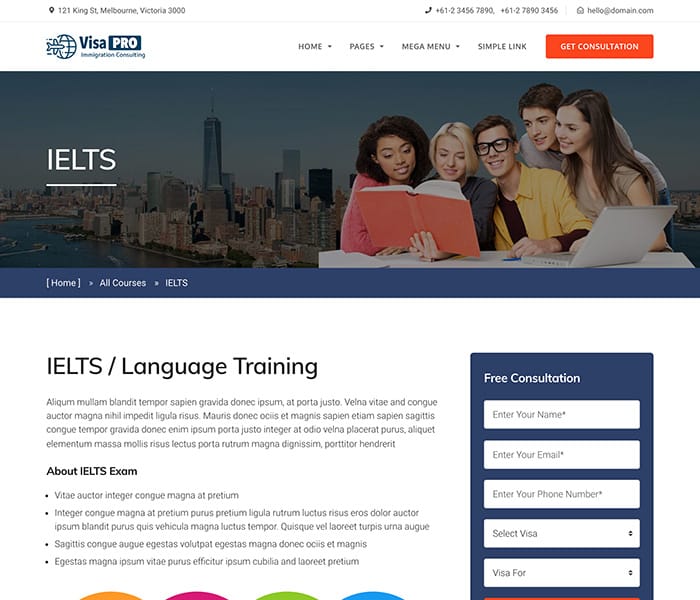 121 King St, Melbourne, Victoria 3000
+61-2 3456 7890, +61-2 7890 3456
hello@domain.com
Visa PRO
Immigration Consulting
HOME
PAGES
MEGA MENU
SIMPLE LINK
GET CONSULTATION
IELTS
[ Home ] » All Courses » IELTS
IELTS / Language Training
Aliqum mullam blandit tempor sapien gravida donec ipsum, at porta justo. Velna vitae and congue
auctor magna nihil impedit ligula risus. Mauris donec ociis et magnis sapien etiam sapien sagittis
congue tempor gravida donec enim ipsum porta justo integer at odio velna placerat purus, aliquet
elementum massa mollis risus lectus porta rutrum magna dignissim, porttitor hendrerit
About IELTS Exam
• Vitae auctor integer congue magna at pretium
• Integer congue magna at pretium purus pretium ligula rutrum luctus risus eros dolor auctor
ipsum blandit purus quis vehicula magna luctus tempor. Quisque vel laoreet turpis urna augue
• Sagittis congue augue egestas volutpat egestas magna donec ociis et magnis
• Egestas magna ipsum vitae purus efficitur ipsum cubilia and laoreet pretium
Free Consultation
Enter Your Name*
Enter Your Email*
Enter Your Phone Number*
Select Visa
Visa For